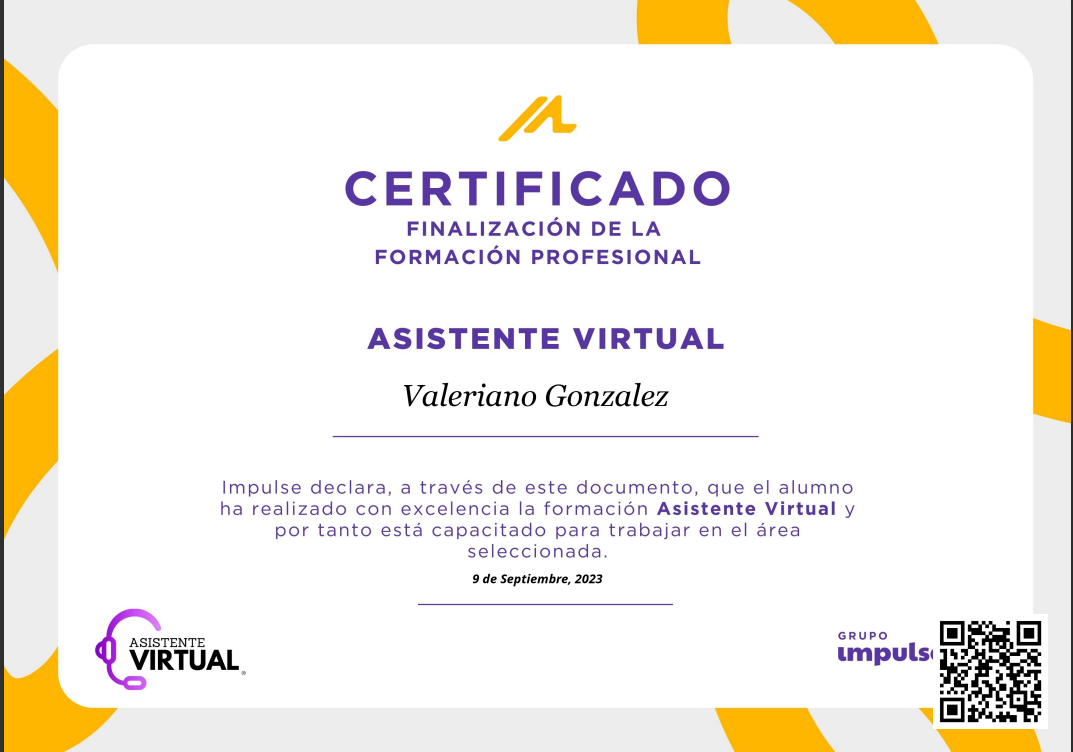 CERTIFICADO
FINALIZACIÓN DE LA
FORMACIÓN PROFESIONAL
ASISTENTE VIRTUAL
Valeriano Gonzalez
Impulse declara, a través de este documento, que el alumno
ha realizado con excelencia la formación Asistente Virtual y
por tanto está capacitado para trabajar en el área
seleccionada.
9 de Septiembre, 2023
ASISTENTE
VIRTUAL
GRUPO
ımpuls